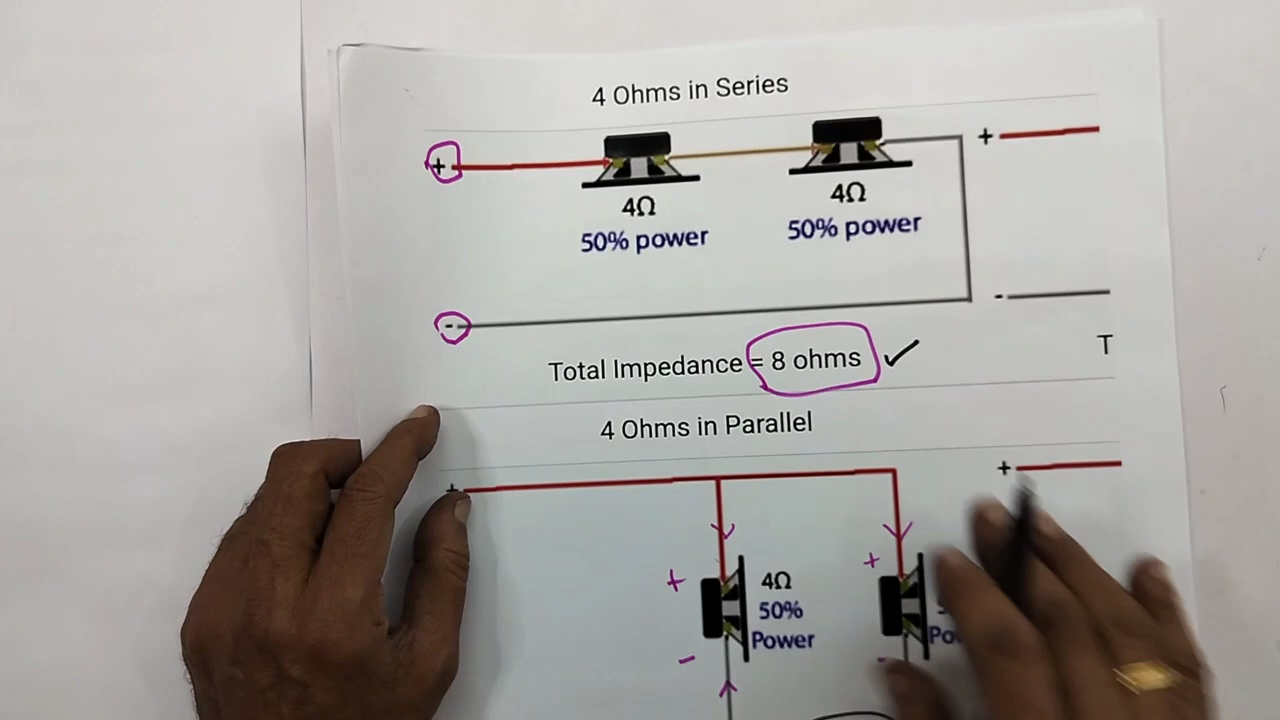 4 Ohms in Series
+ +
4Ω 4Ω
50% power 50% power
- -
Total Impedance = 8 ohms ✓
T
4 Ohms in Parallel
+ +
+ 4Ω +
50%
Power
- -